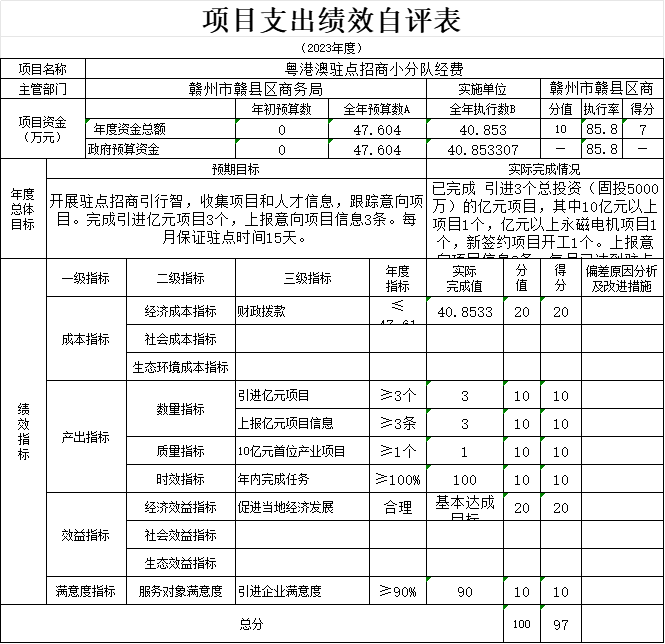 项目支出绩效自评表
（2023年度）
项目名称 粤港澳驻点招商小分队经费
主管部门 赣州市赣县区商务局 实施单位 赣州市赣县区商
项目资金（万元） 年初预算数 全年预算数A 全年执行数B 分值 执行率 得分
年度资金总额 0 47.604 40.853 10 85.8 7
政府预算资金 0 47.604 40.853307 — 85.8 —
年度总体目标 预期目标 实际完成情况
开展驻点招商引行智，收集项目和人才信息，跟踪意向项
目。完成引进亿元项目3个，上报意向项目信息3条。每
月保证驻点时间15天。
已完成 引进3个总投资（固投5000
万）的亿元项目，其中10亿元以上
项目1个，亿元以上永磁电机项目1
个，新签约项目开工1个。上报意
绩效指标 一级指标 二级指标 三级指标 年度指标 实际完成值 分值 得分 偏差原因分析及改进措施
成本指标 经济成本指标 财政拨款 ≤ 40.8533 20 20
社会成本指标
生态环境成本指标
产出指标 数量指标 引进亿元项目 ≥3个 3 10 10
上报亿元项目信息 ≥3条 3 10 10
质量指标 10亿元首位产业项目 ≥1个 1 10 10
时效指标 年内完成任务 ≥100% 100 10 10
效益指标 经济效益指标 促进当地经济发展 合理 基本达成 20 20
社会效益指标
生态效益指标
满意度指标 服务对象满意度 引进企业满意度 ≥90% 90 10 10
总分 100 97